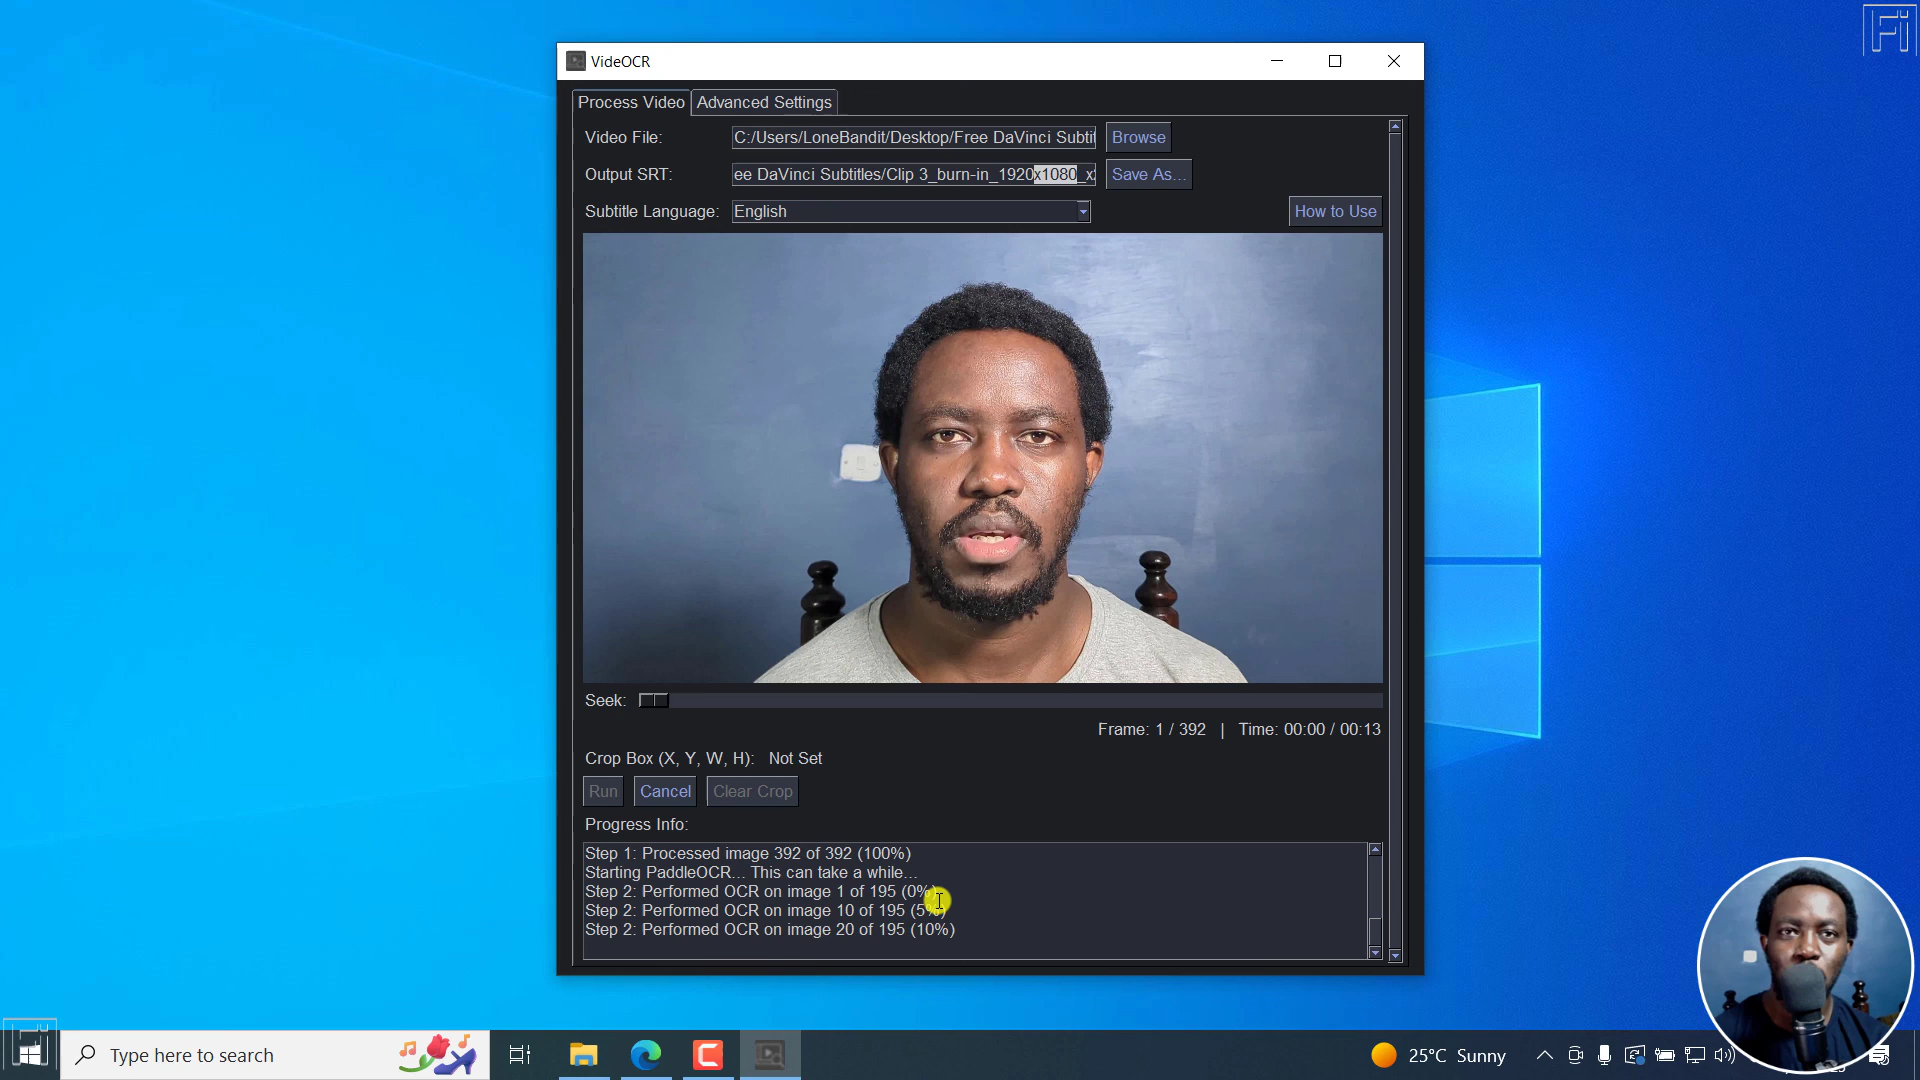 Fi
VideOCR
Process Video
Advanced Settings
Video File:
C:/Users/LoneBandit/Desktop/Free DaVinci Subtit
Browse
Output SRT:
ee DaVinci Subtitles/Clip 3_burn-in_1920x1080_x
Save As...
Subtitle Language:
English
How to Use
Seek:
Frame: 1 / 392 | Time: 00:00 / 00:13
Crop Box (X, Y, W, H): Not Set
Run
Cancel
Clear Crop
Progress Info:
Step 1: Processed image 392 of 392 (100%)
Starting PaddleOCR... This can take a while...
Step 2: Performed OCR on image 1 of 195 (0%)
Step 2: Performed OCR on image 10 of 195 (5%)
Step 2: Performed OCR on image 20 of 195 (10%)
Type here to search
25°C Sunny